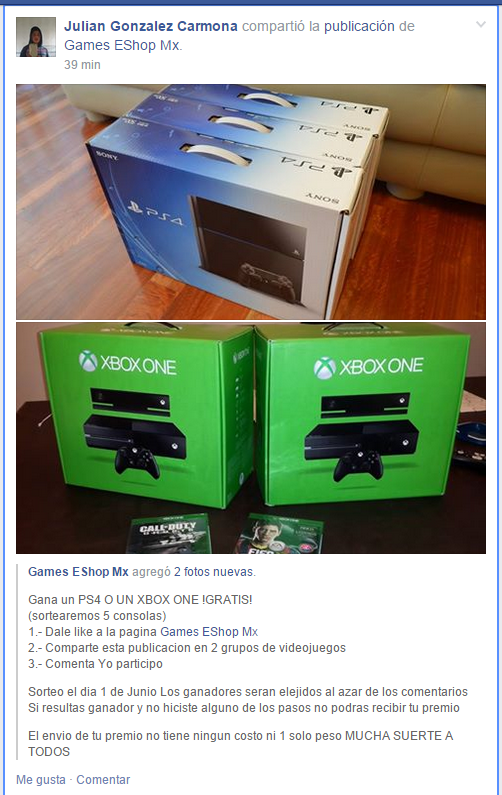 Julian Gonzalez Carmona compartió la publicación de
Games EShop Mx.
39 min
PS4
SONY
PS4
SONY
SONY.
PS4
SONY
PS4
XBOX ONE
XBOX ONE
CALL·DUTY
FIFA
Games EShop Mx agregó 2 fotos nuevas.
Gana un PS4 O UN XBOX ONE !GRATIS!
(sortearemos 5 consolas)
1.- Dale like a la pagina Games EShop Mx
2.- Comparte esta publicacion en 2 grupos de videojuegos
3.- Comenta Yo participo
Sorteo el dia 1 de Junio Los ganadores seran elejidos al azar de los comentarios
Si resultas ganador y no hiciste alguno de los pasos no podras recibir tu premio
El envio de tu premio no tiene ningun costo ni 1 solo peso MUCHA SUERTE A
TODOS
Me gusta · Comentar